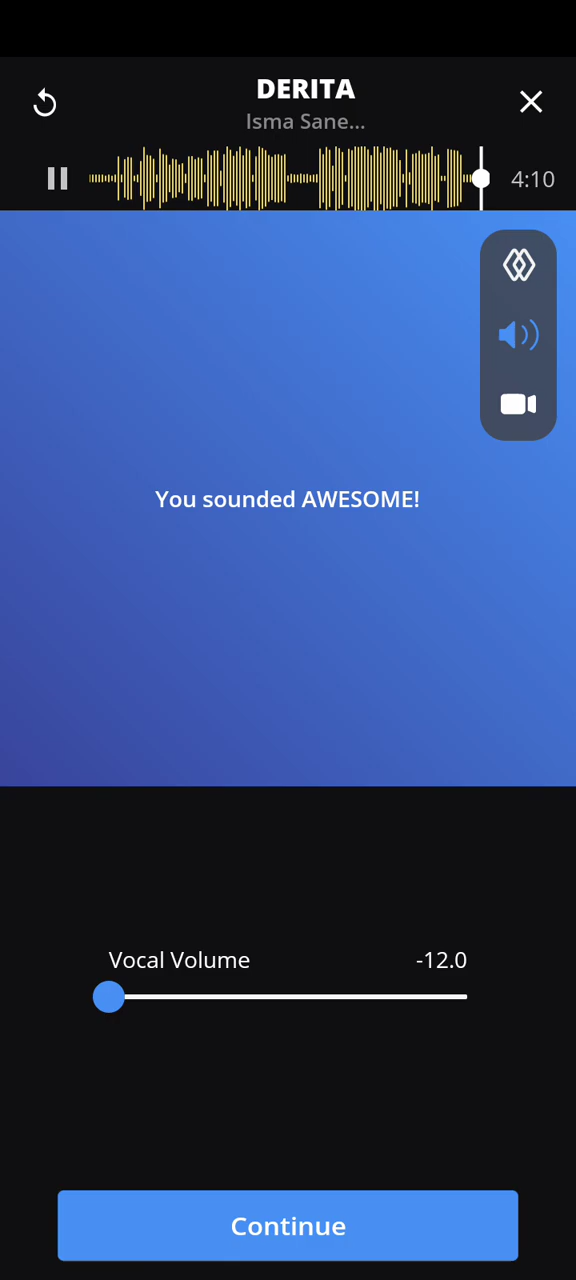 DERITA
Isma Sane...
4:10
You sounded AWESOME!
Vocal Volume -12.0
Continue